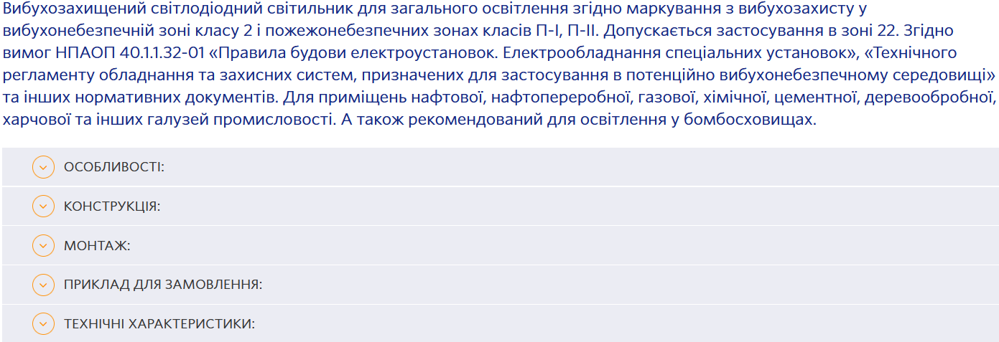 Вибухозахищений світлодіодний світильник для загального освітлення згідно маркування з вибухозахисту у
вибухонебезпечній зоні класу 2 і пожежонебезпечних зонах класів П-І, П-ІІ. Допускається застосування в зоні 22. Згідно
вимог НПАОП 40.1.1.32-01 «Правила будови електроустановок. Електрообладнання спеціальних установок», «Технічного
регламенту обладнання та захисних систем, призначених для застосування в потенційно вибухонебезпечному середовищі»
та інших нормативних документів. Для приміщень нафтової, нафтопереробної, газової, хімічної, цементної, деревообробної,
харчової та інших галузей промисловості. А також рекомендований для освітлення у бомбосховищах.
ОСОБЛИВОСТІ:
КОНСТРУКЦІЯ:
МОНТАЖ:
ПРИКЛАД ДЛЯ ЗАМОВЛЕННЯ:
ТЕХНІЧНІ ХАРАКТЕРИСТИКИ: